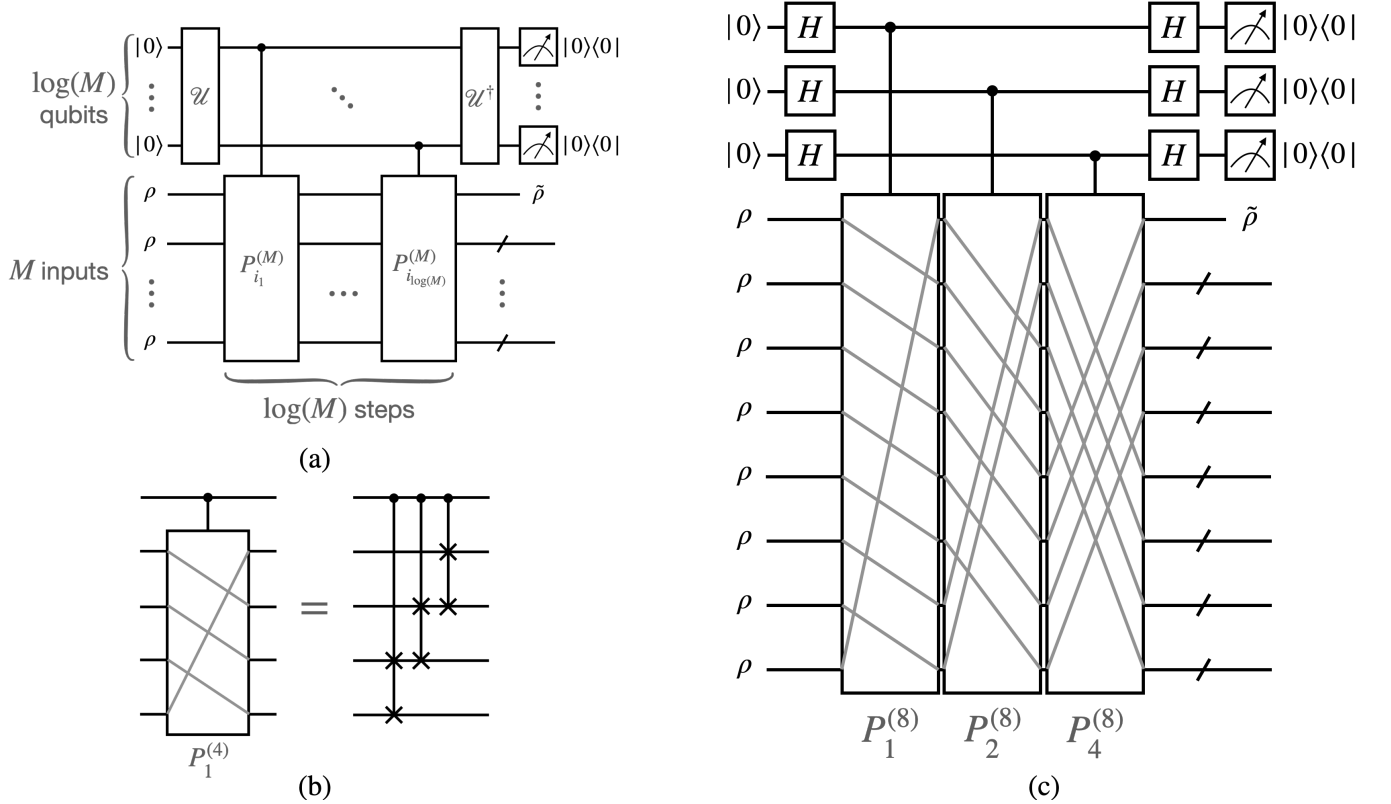 |0⟩ 𝒰 𝒰† |0⟩⟨0|
log(M)
qubits
|0⟩ |0⟩⟨0|
ρ ρ̃
ρ
M inputs
P_{i_1}^{(M)} P_{i_{log(M)}}^{(M)}
ρ
log(M) steps
(a)
=
P_1^{(4)}
(b)
|0⟩ H H |0⟩⟨0|
|0⟩ H H |0⟩⟨0|
|0⟩ H H |0⟩⟨0|
ρ ρ̃
ρ
ρ
ρ
ρ
ρ
ρ
ρ
P_1^{(8)} P_2^{(8)} P_4^{(8)}
(c)